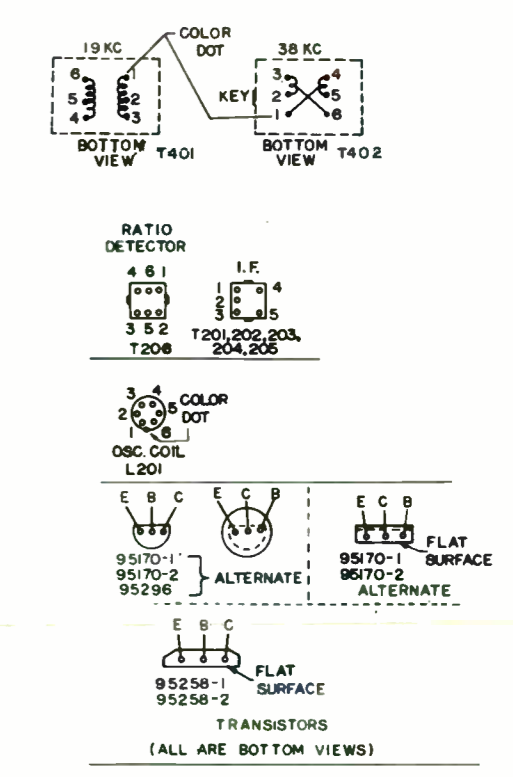 COLOR
DOT
19 KC
38 KC
6 1
5 2
4 3
KEY
3 4
2 5
1 6
BOTTOM
VIEW
T401
BOTTOM
VIEW
T402
RATIO
DETECTOR
4 6 1
3 5 2
T206
I.F.
1 4
2
3 5
T201,202,203,
204,205
3 4
2 5
1 6
COLOR
DOT
OSC. COIL
L201
E B C
E C B
95170-1
95170-2
95296
ALTERNATE
E C B
FLAT
SURFACE
95170-1
95170-2
ALTERNATE
E B C
FLAT
SURFACE
95258-1
95258-2
TRANSISTORS
(ALL ARE BOTTOM VIEWS)